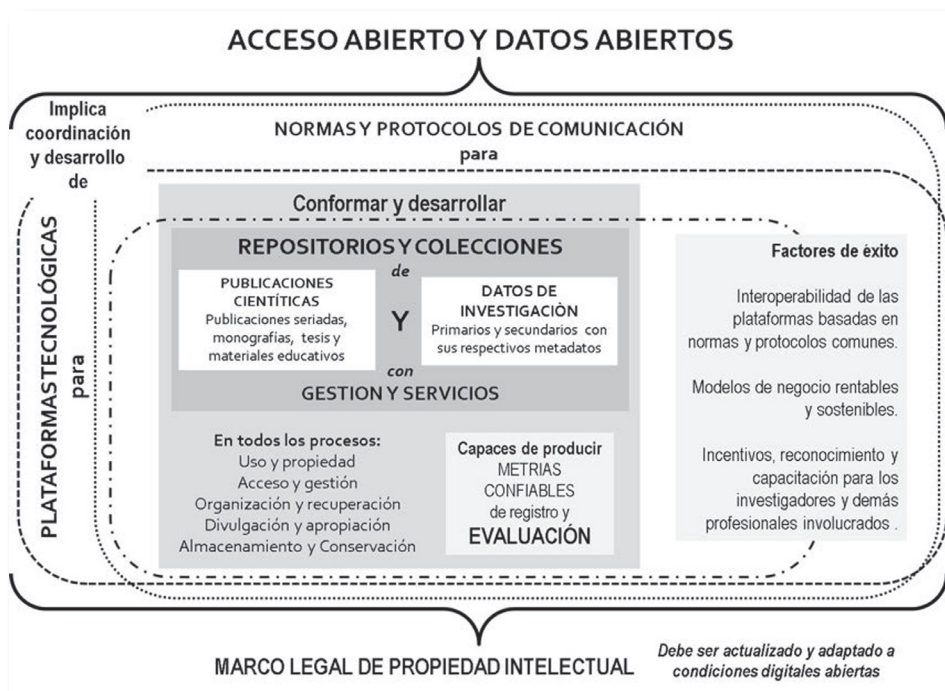 ACCESO ABIERTO Y DATOS ABIERTOS
Implica
coordinación
y desarrollo
de
NORMAS Y PROTOCOLOS DE COMUNICACIÓN
para
PLATAFORMAS TECNOLÓGICAS
para
Conformar y desarrollar
REPOSITORIOS Y COLECCIONES
de
PUBLICACIONES
CIENTÍTICAS
Publicaciones seriadas,
monografías, tesis y
materiales educativos
Y
DATOS DE
INVESTIGACIÒN
Primarios y secundarios con
sus respectivos metadatos
con
GESTION Y SERVICIOS
En todos los procesos:
Uso y propiedad
Acceso y gestión
Organización y recuperación
Divulgación y apropiación
Almacenamiento y Conservación
Capaces de producir
METRIAS
CONFIABLES
de registro y
EVALUACIÓN
Factores de éxito
Interoperabilidad de las
plataformas basadas en
normas y protocolos comunes.
Modelos de negocio rentables
y sostenibles.
Incentivos, reconocimiento y
capacitación para los
investigadores y demás
profesionales involucrados .
MARCO LEGAL DE PROPIEDAD INTELECTUAL
Debe ser actualizado y adaptado a
condiciones digitales abiertas